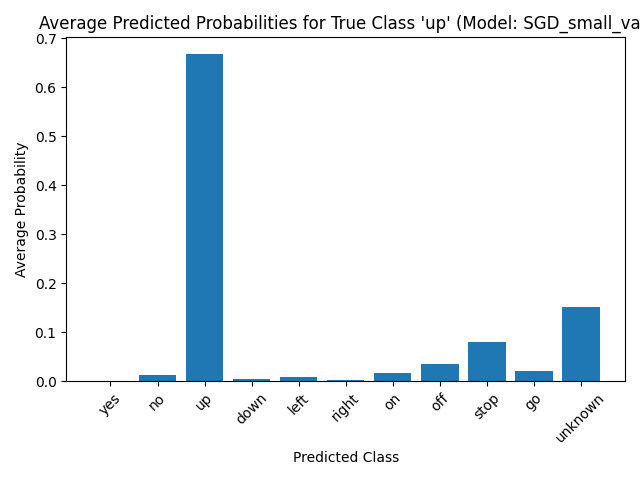 Average Predicted Probabilities for True Class 'up' (Model: SGD_small_va
0.7
0.6
0.5
0.4
0.3
0.2
0.1
0.0
Average Probability
yes
no
up
down
left
right
on
off
stop
go
unknown
Predicted Class